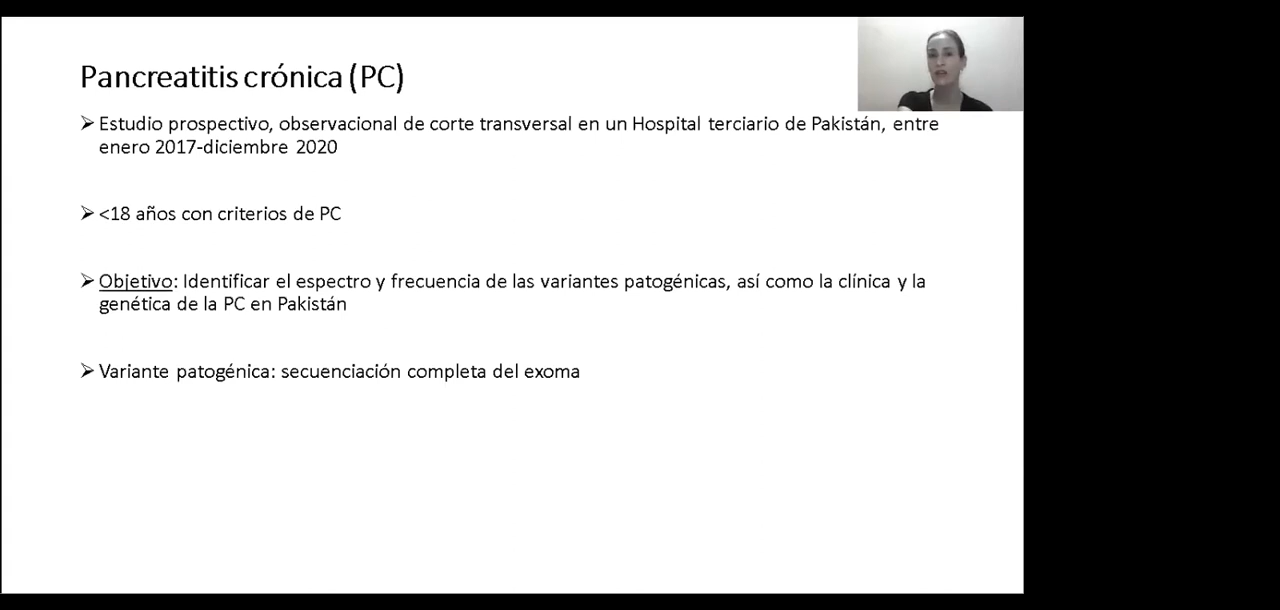 Pancreatitis crónica (PC)
➢ Estudio prospectivo, observacional de corte transversal en un Hospital terciario de Pakistán, entre
enero 2017-diciembre 2020
➢ <18 años con criterios de PC
➢ Objetivo: Identificar el espectro y frecuencia de las variantes patogénicas, así como la clínica y la
genética de la PC en Pakistán
➢ Variante patogénica: secuenciación completa del exoma